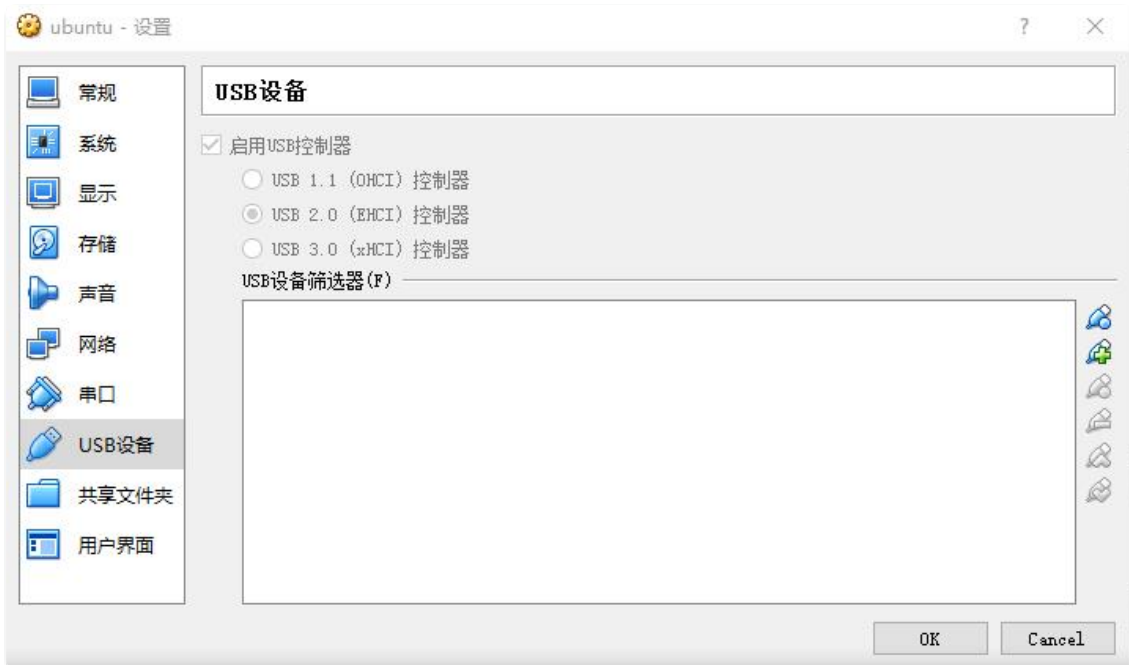 ubuntu - 设置
?
常规
系统
显示
存储
声音
网络
串口
USB设备
共享文件夹
用户界面
USB设备
启用USB控制器
USB 1.1 (OHCI) 控制器
USB 2.0 (EHCI) 控制器
USB 3.0 (xHCI) 控制器
USB设备筛选器(F)
OK
Cancel